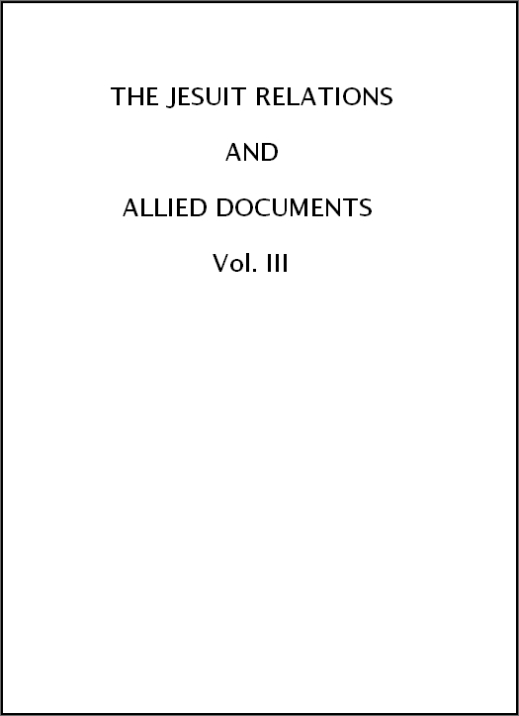 THE JESUIT RELATIONS
AND
ALLIED DOCUMENTS
Vol. III